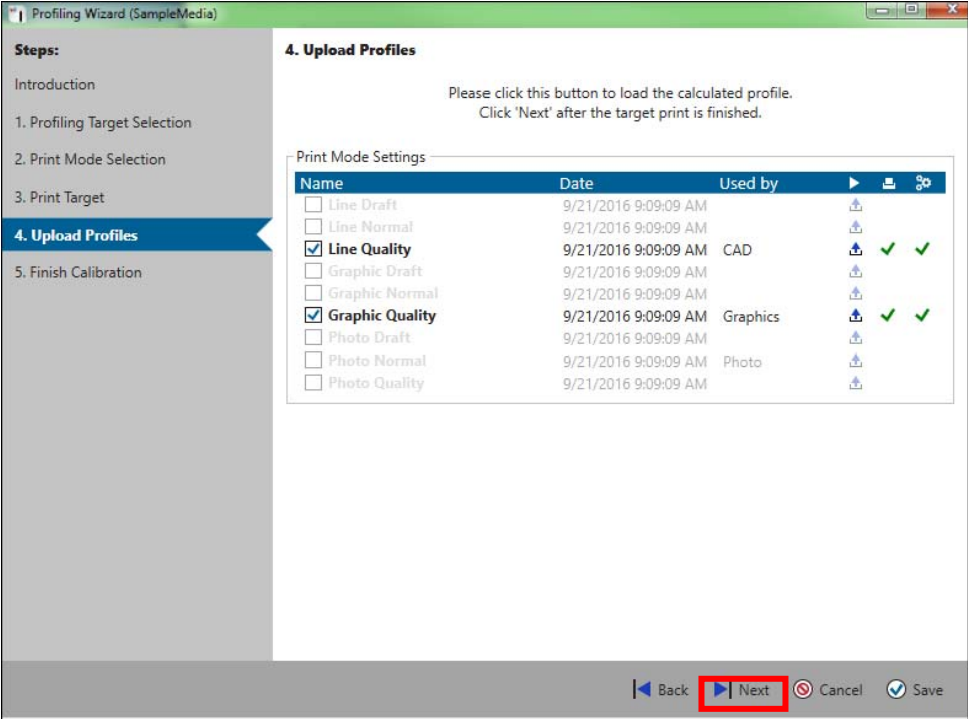 Profiling Wizard (SampleMedia)
Steps:
Introduction
1. Profiling Target Selection
2. Print Mode Selection
3. Print Target
4. Upload Profiles
5. Finish Calibration
4. Upload Profiles
Please click this button to load the calculated profile.
Click 'Next' after the target print is finished.
Print Mode Settings
Name Date Used by
Line Draft 9/21/2016 9:09:09 AM
Line Normal 9/21/2016 9:09:09 AM
Line Quality 9/21/2016 9:09:09 AM CAD
Graphic Draft 9/21/2016 9:09:09 AM
Graphic Normal 9/21/2016 9:09:09 AM
Graphic Quality 9/21/2016 9:09:09 AM Graphics
Photo Draft 9/21/2016 9:09:09 AM
Photo Normal 9/21/2016 9:09:09 AM Photo
Photo Quality 9/21/2016 9:09:09 AM
Back Next Cancel Save